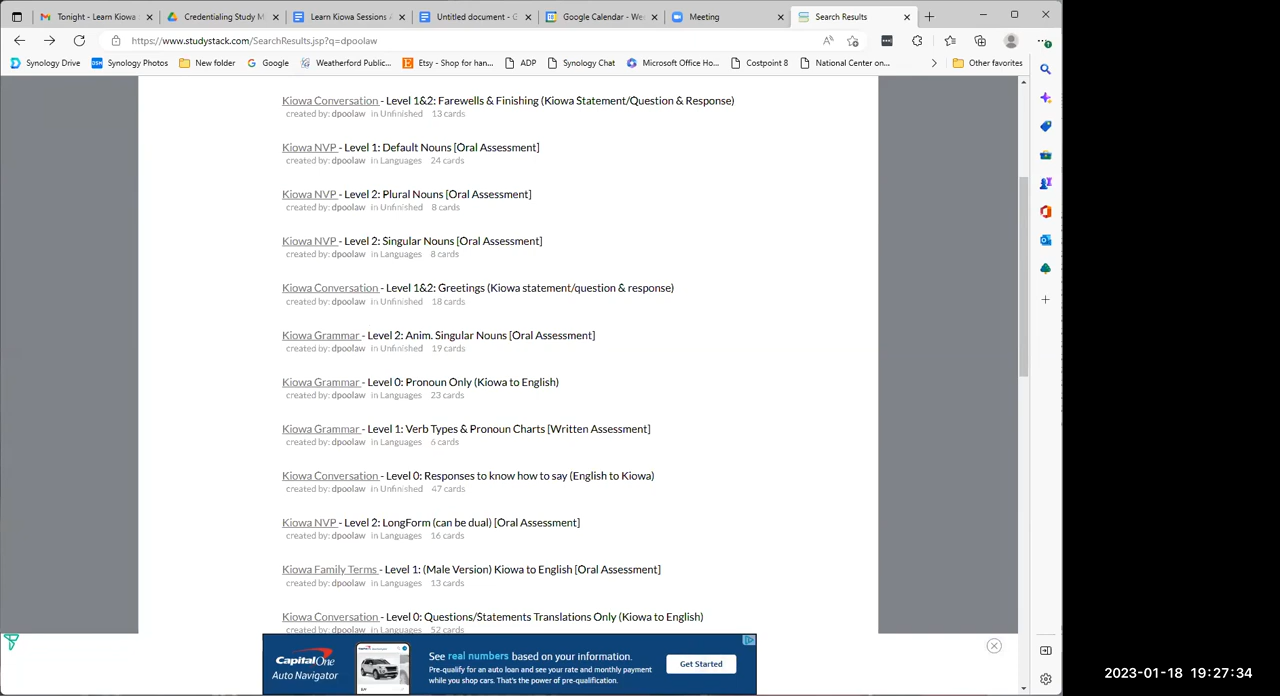 Tonight - Learn Kiowa
Credentialing Study M
Learn Kiowa Sessions
Untitled document - G
Google Calendar - We
Meeting
Search Results
https://www.studystack.com/SearchResults.jsp?q=dpoolaw
Synology Drive
Synology Photos
New folder
Google
Weatherford Public...
Etsy - Shop for han...
ADP
Synology Chat
Microsoft Office Ho...
Costpoint 8
National Center on...
Other favorites
Kiowa Conversation - Level 1&2: Farewells & Finishing (Kiowa Statement/Question & Response)
created by: dpoolaw in Unfinished 13 cards
Kiowa NVP - Level 1: Default Nouns [Oral Assessment]
created by: dpoolaw in Languages 24 cards
Kiowa NVP - Level 2: Plural Nouns [Oral Assessment]
created by: dpoolaw in Unfinished 8 cards
Kiowa NVP - Level 2: Singular Nouns [Oral Assessment]
created by: dpoolaw in Languages 8 cards
Kiowa Conversation - Level 1&2: Greetings (Kiowa statement/question & response)
created by: dpoolaw in Unfinished 18 cards
Kiowa Grammar - Level 2: Anim. Singular Nouns [Oral Assessment]
created by: dpoolaw in Unfinished 19 cards
Kiowa Grammar - Level 0: Pronoun Only (Kiowa to English)
created by: dpoolaw in Languages 23 cards
Kiowa Grammar - Level 1: Verb Types & Pronoun Charts [Written Assessment]
created by: dpoolaw in Languages 6 cards
Kiowa Conversation - Level 0: Responses to know how to say (English to Kiowa)
created by: dpoolaw in Unfinished 47 cards
Kiowa NVP - Level 2: LongForm (can be dual) [Oral Assessment]
created by: dpoolaw in Languages 16 cards
Kiowa Family Terms - Level 1: (Male Version) Kiowa to English [Oral Assessment]
created by: dpoolaw in Languages 13 cards
Kiowa Conversation - Level 0: Questions/Statements Translations Only (Kiowa to English)
created by: dpoolaw in Languages 52 cards
Capital One
Auto Navigator
See real numbers based on your information.
Pre-qualify for an auto loan and see your rate and monthly payment
while you shop cars. That's the power of pre-qualification.
Get Started
2023-01-18 19:27:34